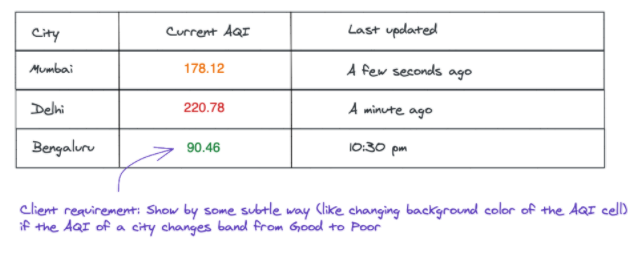 City Current AQI Last updated
Mumbai 178.12 A few seconds ago
Delhi 220.78 A minute ago
Bengaluru 90.46 10:30 pm
Client requirement: Show by some subtle way (like changing background color of the AQI cell)
if the AQI of a city changes band from Good to Poor